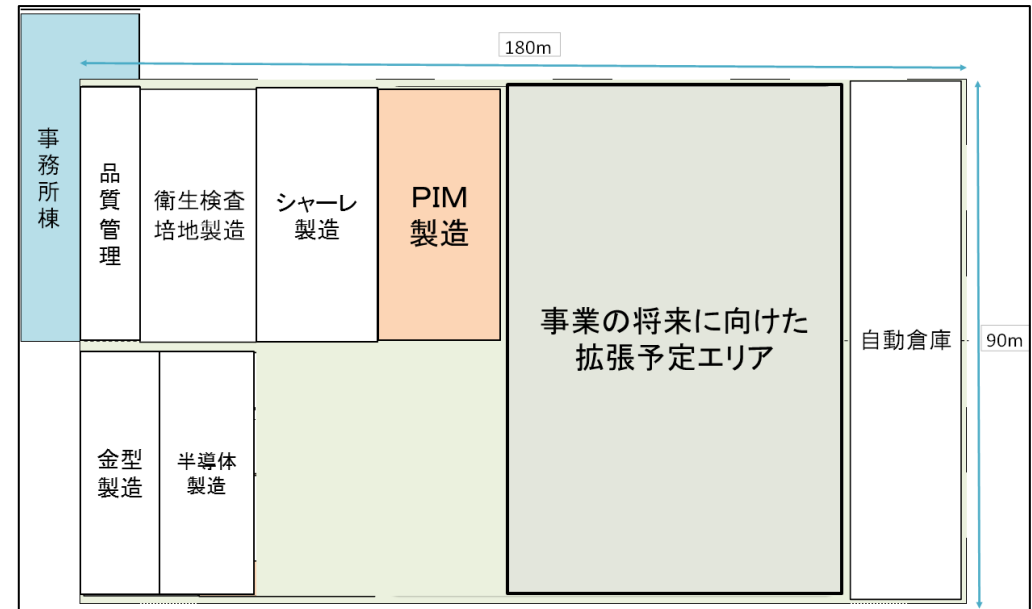 180m
事務所棟
品質管理
衛生検査
培地製造
シャーレ
製造
PIM
製造
事業の将来に向けた
拡張予定エリア
自動倉庫
90m
金型
製造
半導体
製造